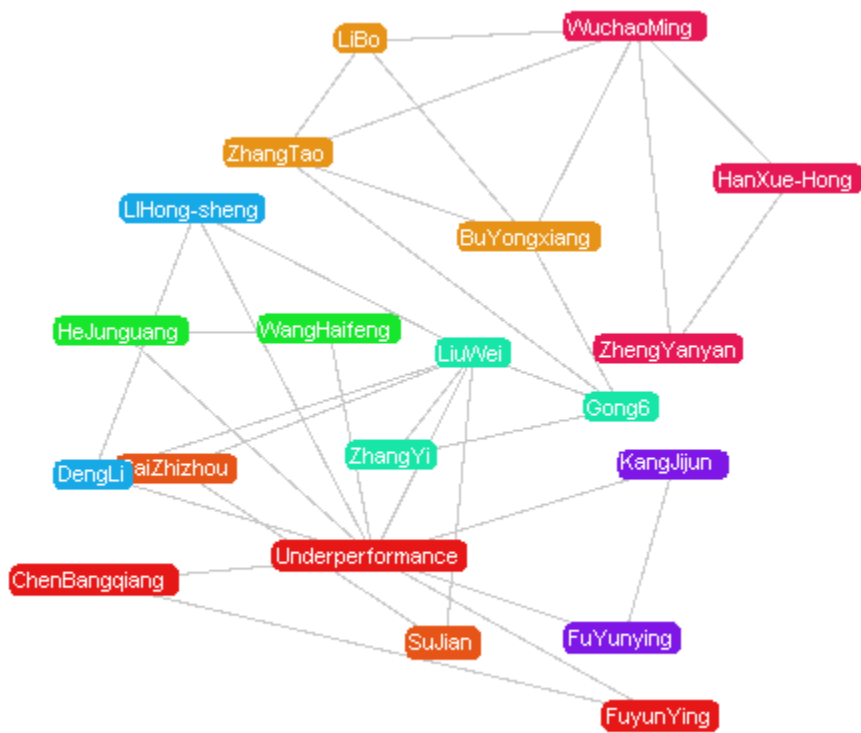 WuchaoMing
LiBo
ZhangTao
HanXue-Hong
LIHong-sheng
BuYongxiang
HeJunguang
WangHaifeng
LiuWei
ZhengYanyan
Gong6
ZhangYi
KangJijun
DengLi
aiZhizhou
Underperformance
ChenBangqiang
SuJian
FuYunying
FuyunYing